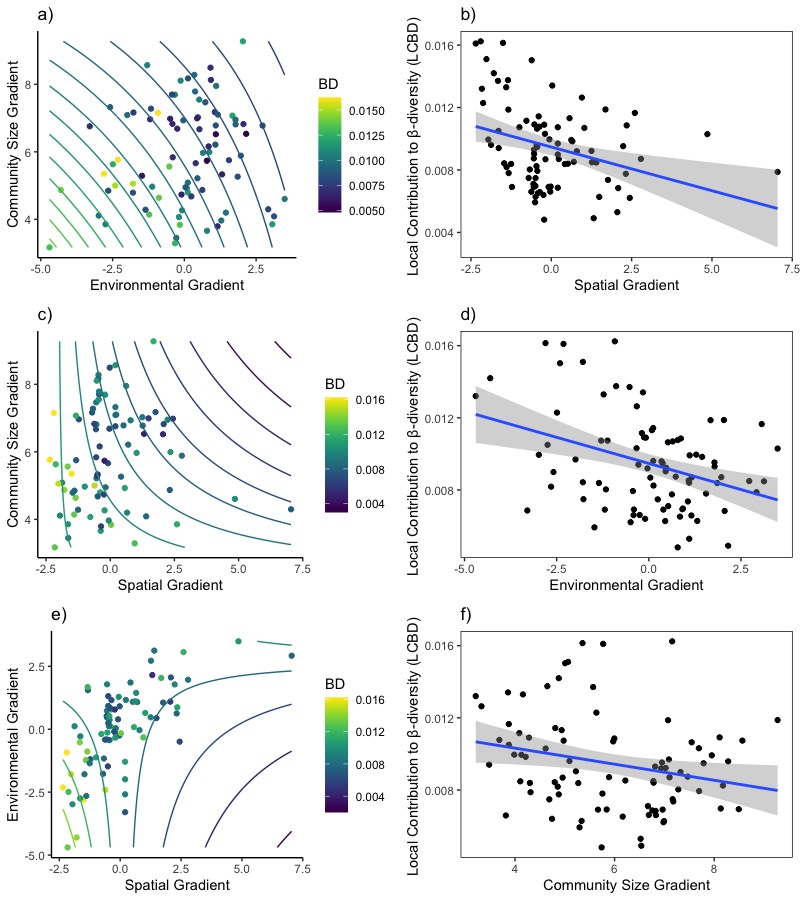 a)
Community Size Gradient
8
6
4
-5.0 -2.5 0.0 2.5
Environmental Gradient
BD
0.0150
0.0125
0.0100
0.0075
0.0050
b)
Local Contribution to β-diversity (LCBD)
0.016
0.012
0.008
0.004
-2.5 0.0 2.5 5.0 7.5
Spatial Gradient
c)
Community Size Gradient
8
6
4
-2.5 0.0 2.5 5.0 7.5
Spatial Gradient
BD
0.016
0.012
0.008
0.004
d)
Local Contribution to β-diversity (LCBD)
0.016
0.012
0.008
-5.0 -2.5 0.0 2.5
Environmental Gradient
e)
Environmental Gradient
2.5
0.0
-2.5
-5.0
-2.5 0.0 2.5 5.0 7.5
Spatial Gradient
BD
0.016
0.012
0.008
0.004
f)
Local Contribution to β-diversity (LCBD)
0.016
0.012
0.008
4 6 8
Community Size Gradient